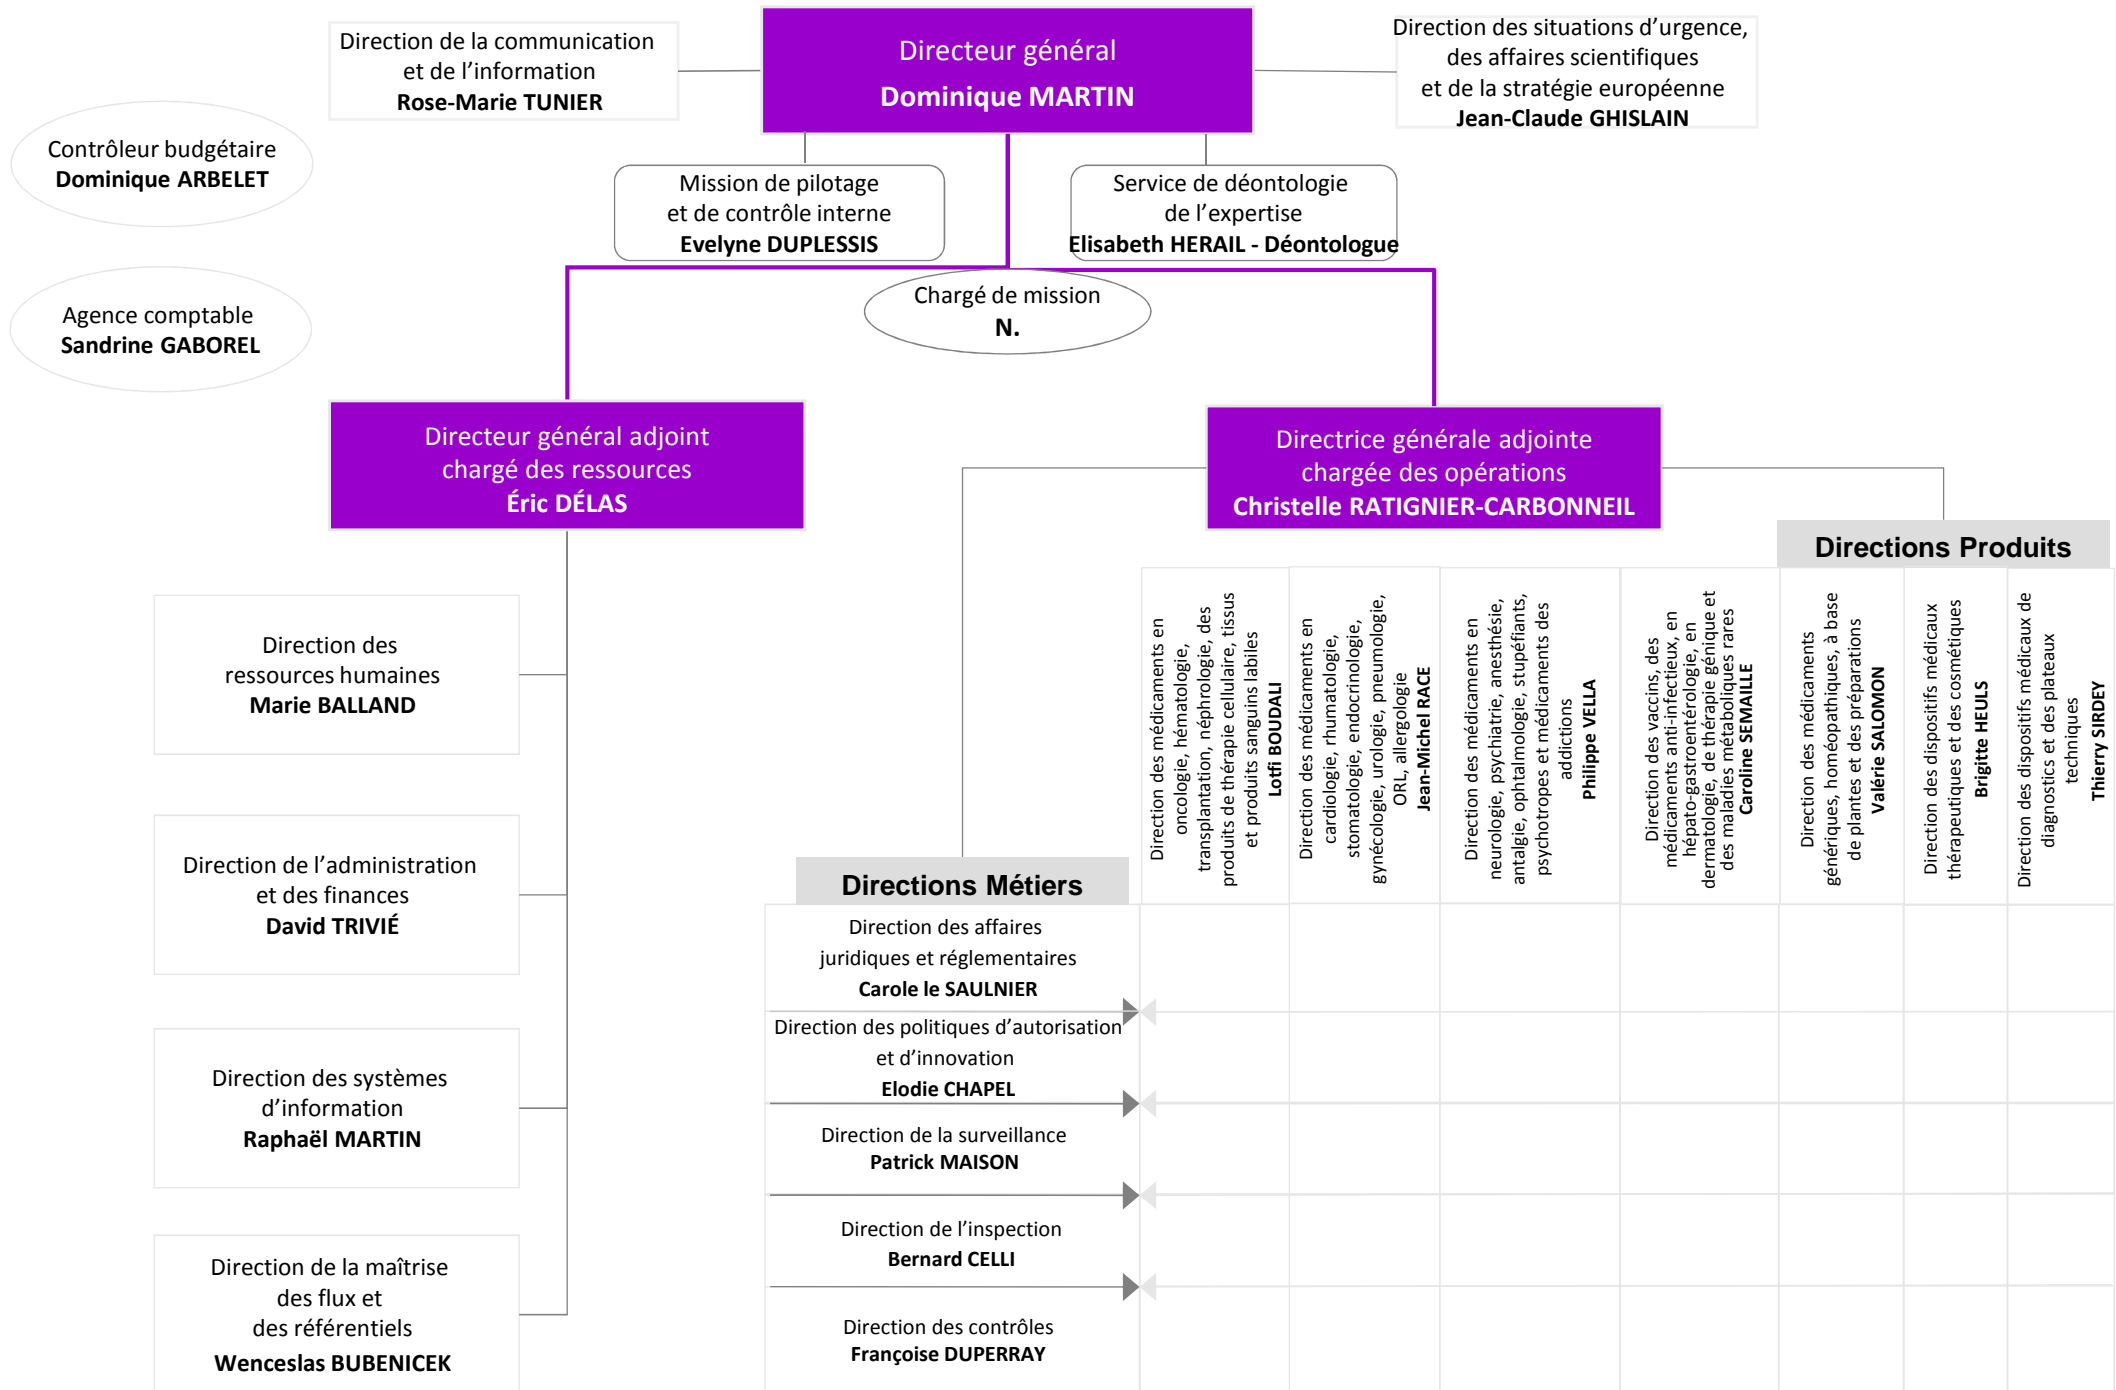 Direction de la communication
et de l’information
Rose-Marie TUNIER
Directeur général
Dominique MARTIN
Direction des situations d’urgence,
des affaires scientifiques
et de la stratégie européenne
Jean-Claude GHISLAIN
Contrôleur budgétaire
Dominique ARBELET
Mission de pilotage
et de contrôle interne
Evelyne DUPLESSIS
Service de déontologie
de l’expertise
Elisabeth HERAIL - Déontologue
Agence comptable
Sandrine GABOREL
Chargé de mission
N.
Directeur général adjoint
chargé des ressources
Éric DÉLAS
Directrice générale adjointe
chargée des opérations
Christelle RATIGNIER-CARBONNEIL
Direction des
ressources humaines
Marie BALLAND
Direction de l’administration
et des finances
David TRIVIÉ
Direction des systèmes
d’information
Raphaël MARTIN
Direction de la maîtrise
des flux et
des référentiels
Wenceslas BUBENICEK
Directions Produits
Direction des médicaments en
oncologie, hématologie,
transplantation, néphrologie, des
produits de thérapie cellulaire, tissus
et produits sanguins labiles
Lotfi BOUDALI
Direction des médicaments en
cardiologie, rhumatologie,
stomatologie, endocrinologie,
gynécologie, urologie, pneumologie,
ORL, allergologie
Jean-Michel RACE
Direction des médicaments en
neurologie, psychiatrie, anesthésie,
antalgie, ophtalmologie, stupéfiants,
psychotropes et médicaments des
addictions
Philippe VELLA
Direction des vaccins, des
médicaments anti-infectieux, en
hépato-gastroentérologie, en
dermatologie, de thérapie génique et
des maladies métaboliques rares
Caroline SEMAILLE
Direction des médicaments
génériques, homéopathiques, à base
de plantes et des préparations
Valérie SALOMON
Direction des dispositifs médicaux
thérapeutiques et des cosmétiques
Brigitte HEULS
Direction des dispositifs médicaux de
diagnostics et des plateaux
techniques
Thierry SIRDEY
Directions Métiers
Direction des affaires
juridiques et réglementaires
Carole le SAULNIER
Direction des politiques d’autorisation
et d’innovation
Elodie CHAPEL
Direction de la surveillance
Patrick MAISON
Direction de l’inspection
Bernard CELLI
Direction des contrôles
Françoise DUPERRAY